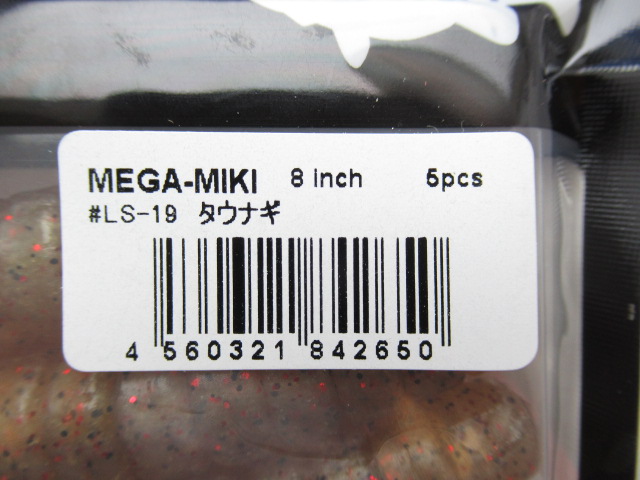 MEGA-MIKI 8 inch 5pcs
#LS-19 タウナギ
4 560321 842650